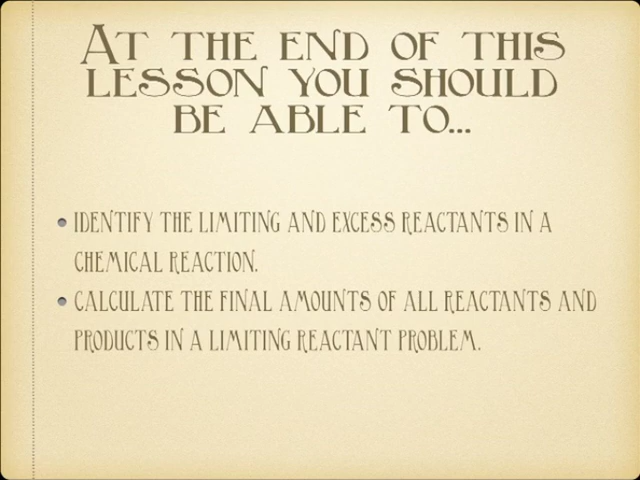 At the end of this
lesson you should
be able to...
• identify the limiting and excess reactants in a
chemical reaction.
• calculate the final amounts of all reactants and
products in a limiting reactant problem.